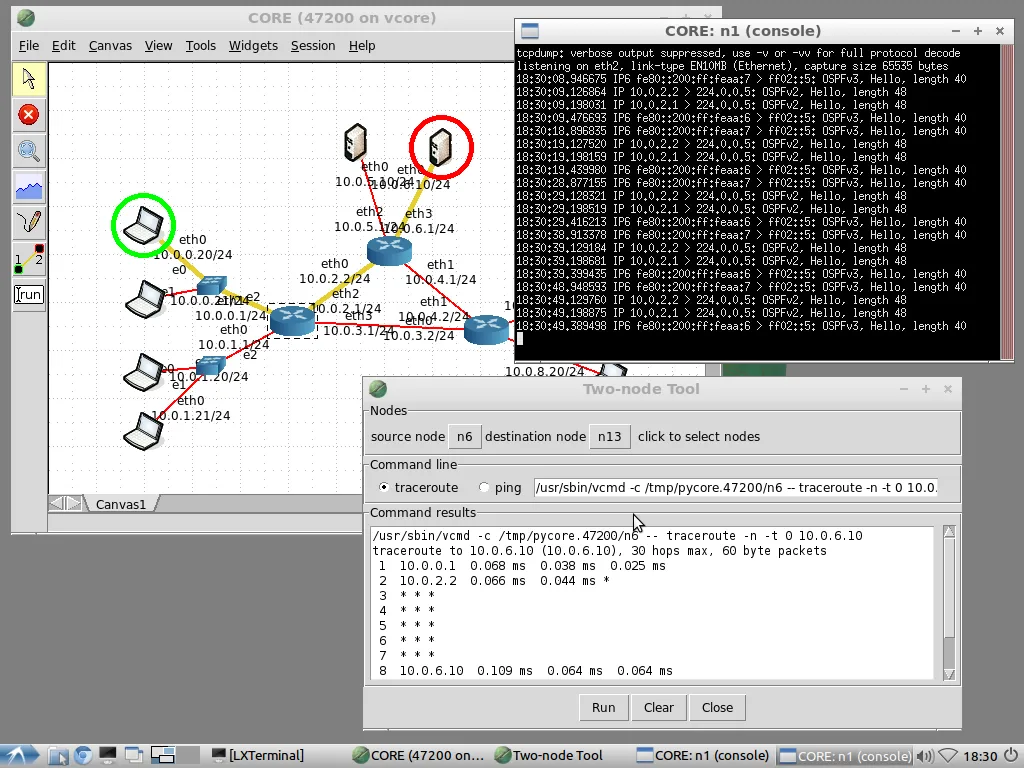 CORE (47200 on vcore)
File Edit Canvas View Tools Widgets Session Help
CORE: n1 (console)
tcpdump: verbose output suppressed, use -v or -vv for full protocol decode
listening on eth2, link-type EN10MB (Ethernet), capture size 65535 bytes
18:30:08.946675 IP6 fe80::200:ff:feaa:7 > ff02::5: OSPFv3, Hello, length 40
18:30:09.126864 IP 10.0.2.2 > 224.0.0.5: OSPFv2, Hello, length 48
18:30:09.198031 IP 10.0.2.1 > 224.0.0.5: OSPFv2, Hello, length 48
18:30:09.476693 IP6 fe80::200:ff:feaa:6 > ff02::5: OSPFv3, Hello, length 40
18:30:18.896835 IP6 fe80::200:ff:feaa:7 > ff02::5: OSPFv3, Hello, length 40
18:30:19.127520 IP 10.0.2.2 > 224.0.0.5: OSPFv2, Hello, length 48
18:30:19.198159 IP 10.0.2.1 > 224.0.0.5: OSPFv2, Hello, length 48
18:30:19.439980 IP6 fe80::200:ff:feaa:6 > ff02::5: OSPFv3, Hello, length 40
18:30:28.877155 IP6 fe80::200:ff:feaa:7 > ff02::5: OSPFv3, Hello, length 40
18:30:29.128321 IP 10.0.2.2 > 224.0.0.5: OSPFv2, Hello, length 48
18:30:29.198519 IP 10.0.2.1 > 224.0.0.5: OSPFv2, Hello, length 48
18:30:29.416213 IP6 fe80::200:ff:feaa:6 > ff02::5: OSPFv3, Hello, length 40
18:30:38.913378 IP6 fe80::200:ff:feaa:7 > ff02::5: OSPFv3, Hello, length 40
18:30:39.129184 IP 10.0.2.2 > 224.0.0.5: OSPFv2, Hello, length 48
18:30:39.198681 IP 10.0.2.1 > 224.0.0.5: OSPFv2, Hello, length 48
18:30:39.399435 IP6 fe80::200:ff:feaa:6 > ff02::5: OSPFv3, Hello, length 40
18:30:48.948593 IP6 fe80::200:ff:feaa:7 > ff02::5: OSPFv3, Hello, length 40
18:30:49.129760 IP 10.0.2.2 > 224.0.0.5: OSPFv2, Hello, length 48
18:30:49.198875 IP 10.0.2.1 > 224.0.0.5: OSPFv2, Hello, length 48
18:30:49.389498 IP6 fe80::200:ff:feaa:6 > ff02::5: OSPFv3, Hello, length 40
eth0
eth0
10.0.5.10/24
10.0.6.10/24
eth2
eth3
10.0.5.1/24
10.0.6.1/24
eth0
10.0.0.20/24
e0
eth0
10.0.2.2/24
eth1
10.0.4.1/24
e1
e2
10.0.0.1/24
eth2
10.0.2.1/24
eth1
10.0.4.2/24
eth3
10.0.3.1/24
eth0
10.0.3.2/24
eth0
10.0.1.1/24
e2
e0
10.0.1.20/24
e1
eth0
10.0.1.21/24
10.0.8.20/24
1 2
run
Canvas1
Two-node Tool
Nodes
source node n6 destination node n13 click to select nodes
Command line
traceroute ping /usr/sbin/vcmd -c /tmp/pycore.47200/n6 -- traceroute -n -t 0 10.0.
Command results
/usr/sbin/vcmd -c /tmp/pycore.47200/n6 -- traceroute -n -t 0 10.0.6.10
traceroute to 10.0.6.10 (10.0.6.10), 30 hops max, 60 byte packets
1 10.0.0.1 0.068 ms 0.038 ms 0.025 ms
2 10.0.2.2 0.066 ms 0.044 ms *
3 * * *
4 * * *
5 * * *
6 * * *
7 * * *
8 10.0.6.10 0.109 ms 0.064 ms 0.064 ms
Run Clear Close
[LXTerminal] CORE (47200 on... Two-node Tool CORE: n1 (console) CORE: n1 (console) 18:30